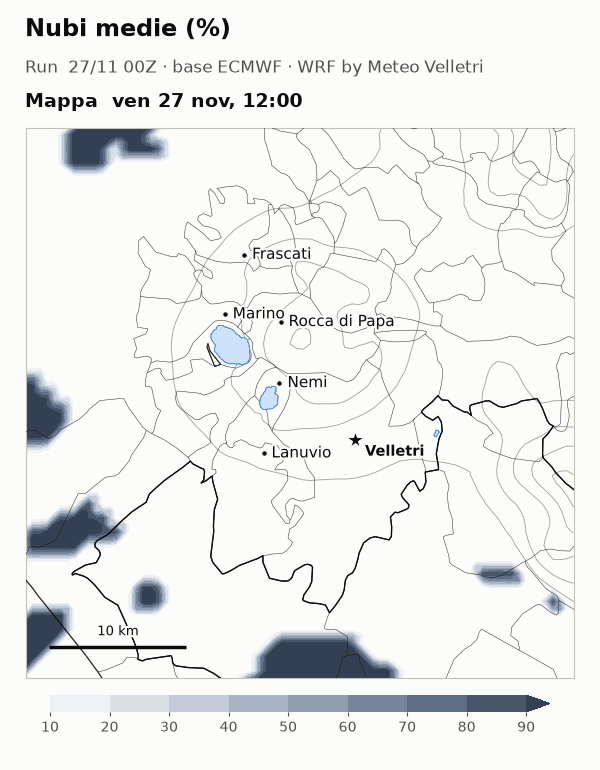 Nubi medie (%)
Run  27/11 00Z · base ECMWF · WRF by Meteo Velletri
Mappa  ven 27 nov, 12:00
Frascati
Marino
Rocca di Papa
Nemi
Velletri
Lanuvio
10 km
10 20 30 40 50 60 70 80 90